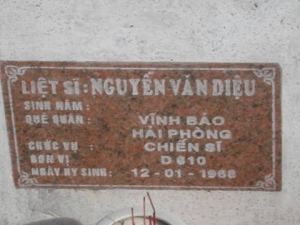 LIỆT SĨ: NGUYỄN VĂN DIỆU
SINH NĂM :
QUÊ QUÁN : VĨNH BẢO
HẢI PHÒNG
CHỨC VỤ : CHIẾN SĨ
ĐƠN VỊ : D 610
NGÀY HY SINH: 12-01-1968